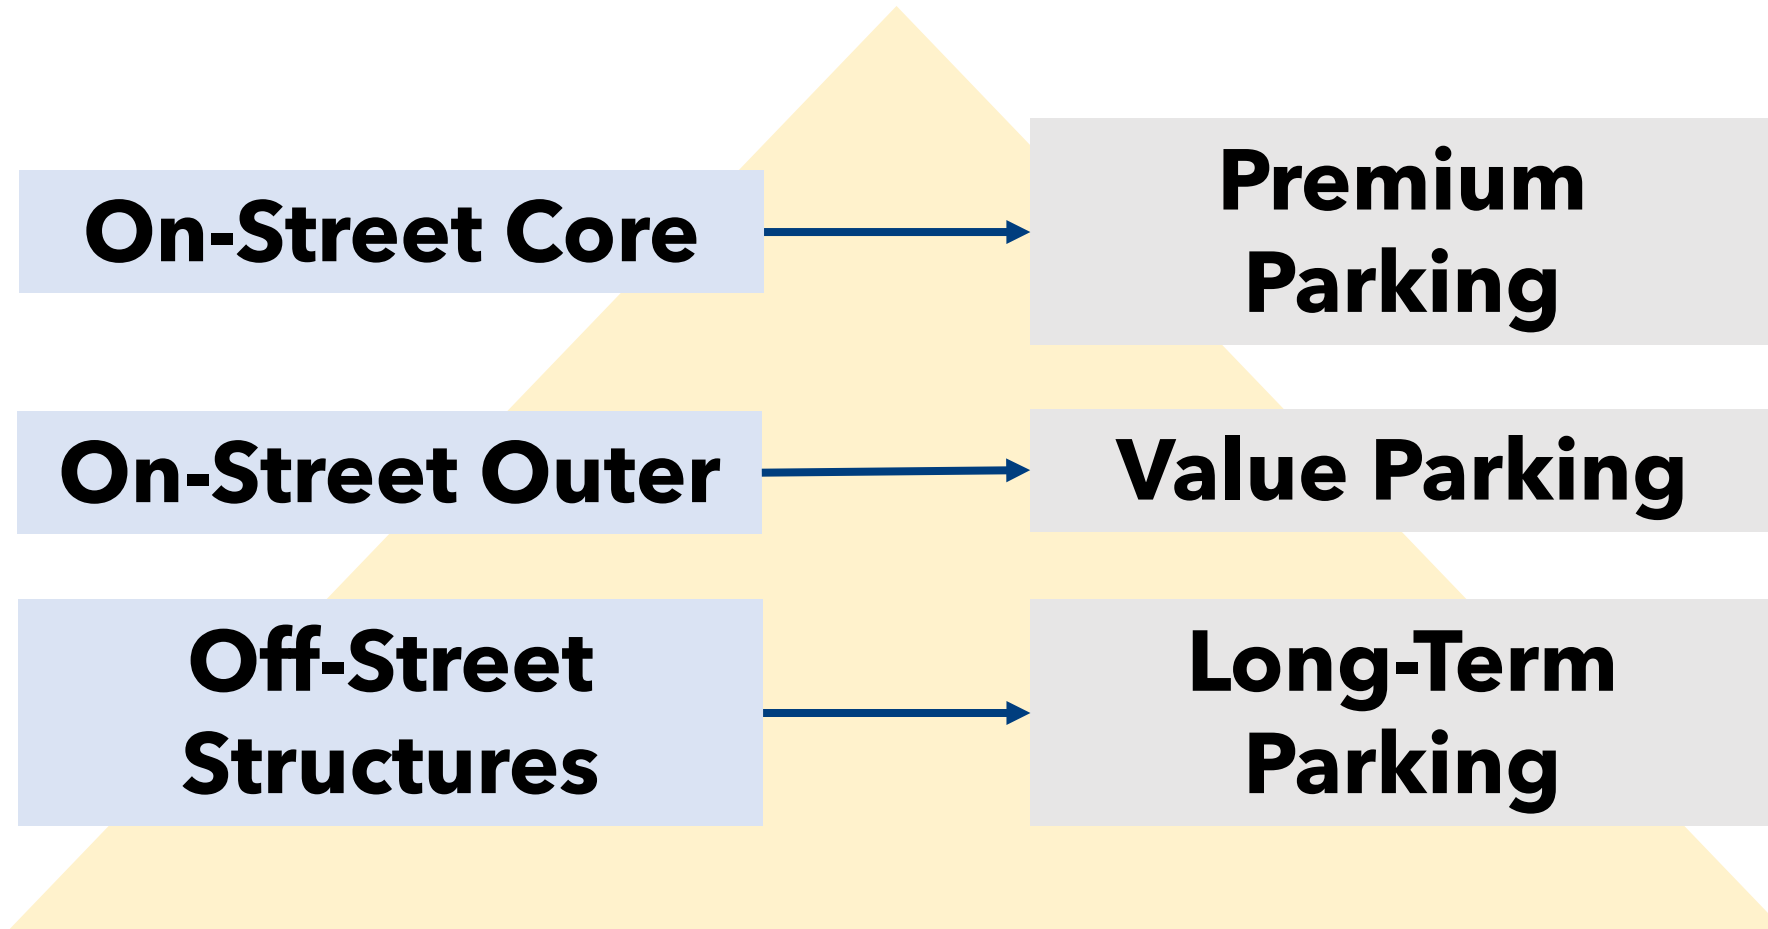 On-Street Core
Premium
Parking
On-Street Outer
Value Parking
Off-Street
Structures
Long-Term
Parking